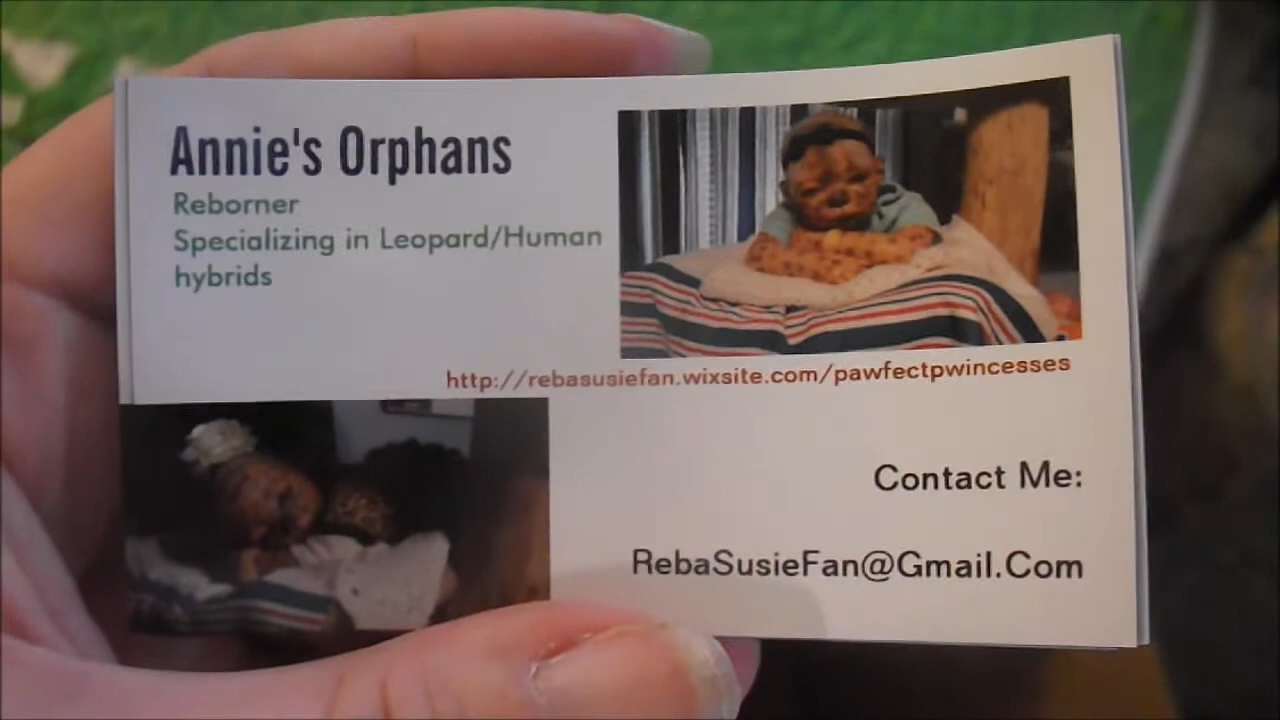 Annie's Orphans
Reborner
Specializing in Leopard/Human
hybrids
http://rebasusiefan.wixsite.com/pawfectpwincesses
Contact Me:
RebaSusieFan@Gmail.Com